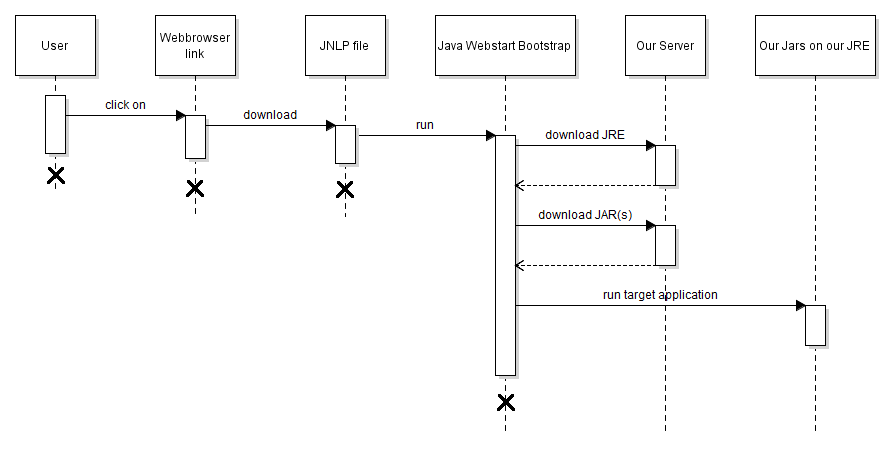 User
Webbrowser
link
JNLP file
Java Webstart Bootstrap
Our Server
Our Jars on our JRE
click on
download
run
download JRE
download JAR(s)
run target application